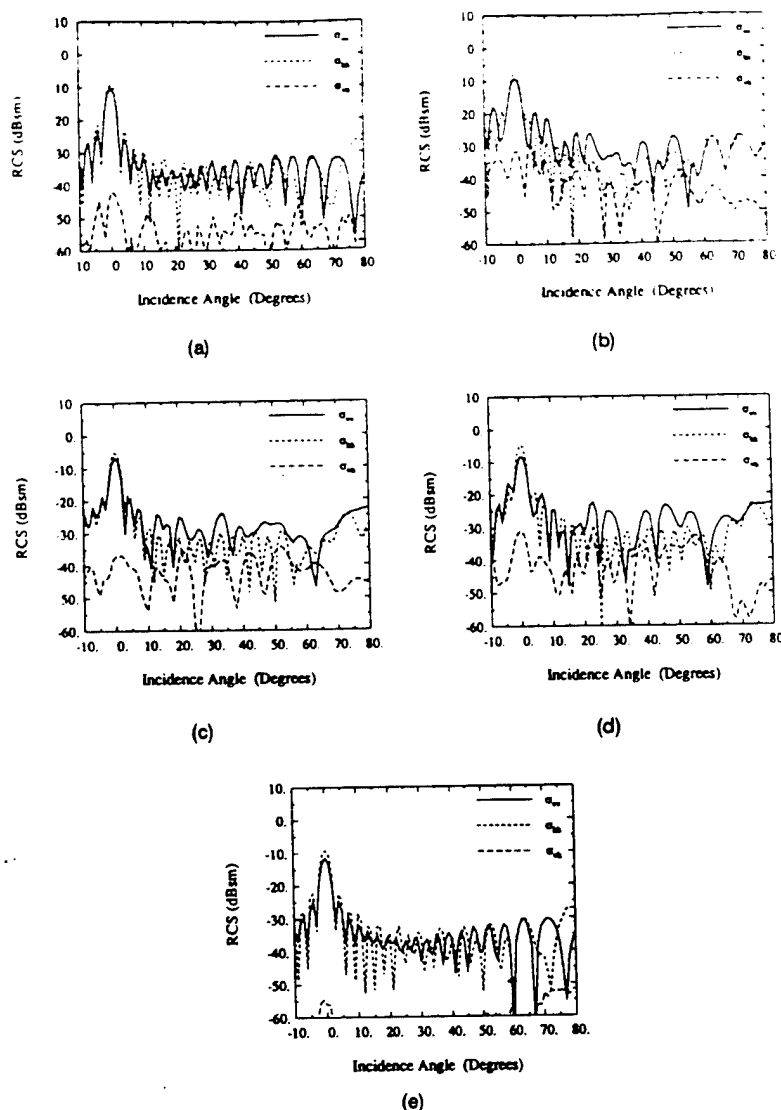 10
0
10
20
30
40
50
60
10 0 10 20 30 40 50 60 70 80
RCS (dBsm)
Incidence Angle (Degrees)
(a)
10
0
-10
-20
-30
-40
-50
-60
-10 0 10 20 30 40 50 60 70 80
RCS (dBsm)
Incidence Angle (Degrees)
(b)
10
0.
-10.
-20.
-30.
-40.
-50.
-60.
-10. 0. 10. 20. 30. 40. 50. 60. 70. 80.
RCS (dBsm)
Incidence Angle (Degrees)
(c)
10
0.
-10.
-20.
-30.
-40.
-50.
-60.
-10. 0. 10. 20. 30. 40. 50. 60. 70. 80
RCS (dBsm)
Incidence Angle (Degrees)
(d)
10.
0.
-10.
-20.
-30.
-40.
-50.
-60.
-10. 0. 10. 20. 30. 40. 50. 60. 70. 80.
RCS (dBsm)
Incidence Angle (Degrees)
(e)